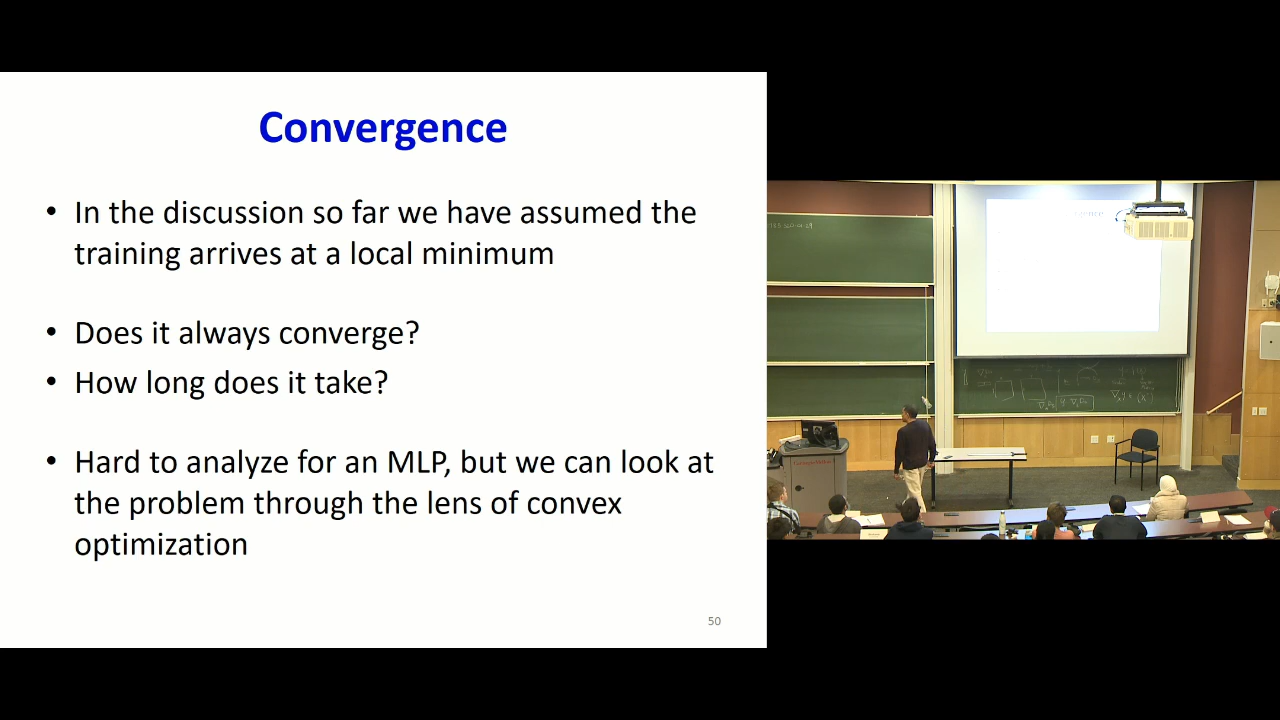 Convergence
• In the discussion so far we have assumed the
training arrives at a local minimum
• Does it always converge?
• How long does it take?
• Hard to analyze for an MLP, but we can look at
the problem through the lens of convex
optimization
50